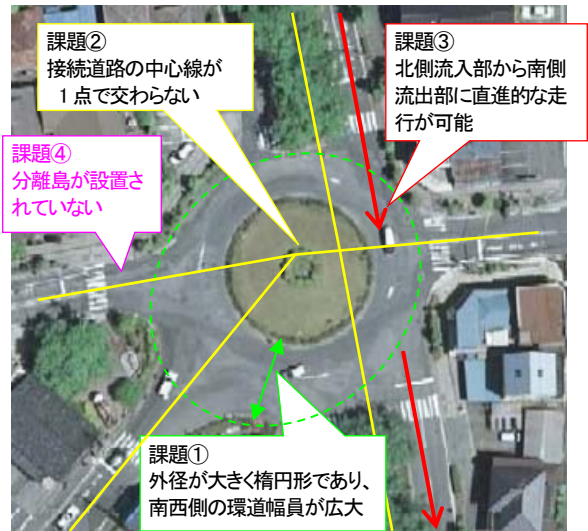 課題②
接続道路の中心線が
1点で交わらない
課題③
北側流入部から南側
流出部に直進的な走
行が可能
課題④
分離島が設置さ
れていない
課題①
外径が大きく楕円形であり、
南西側の環道幅員が広大